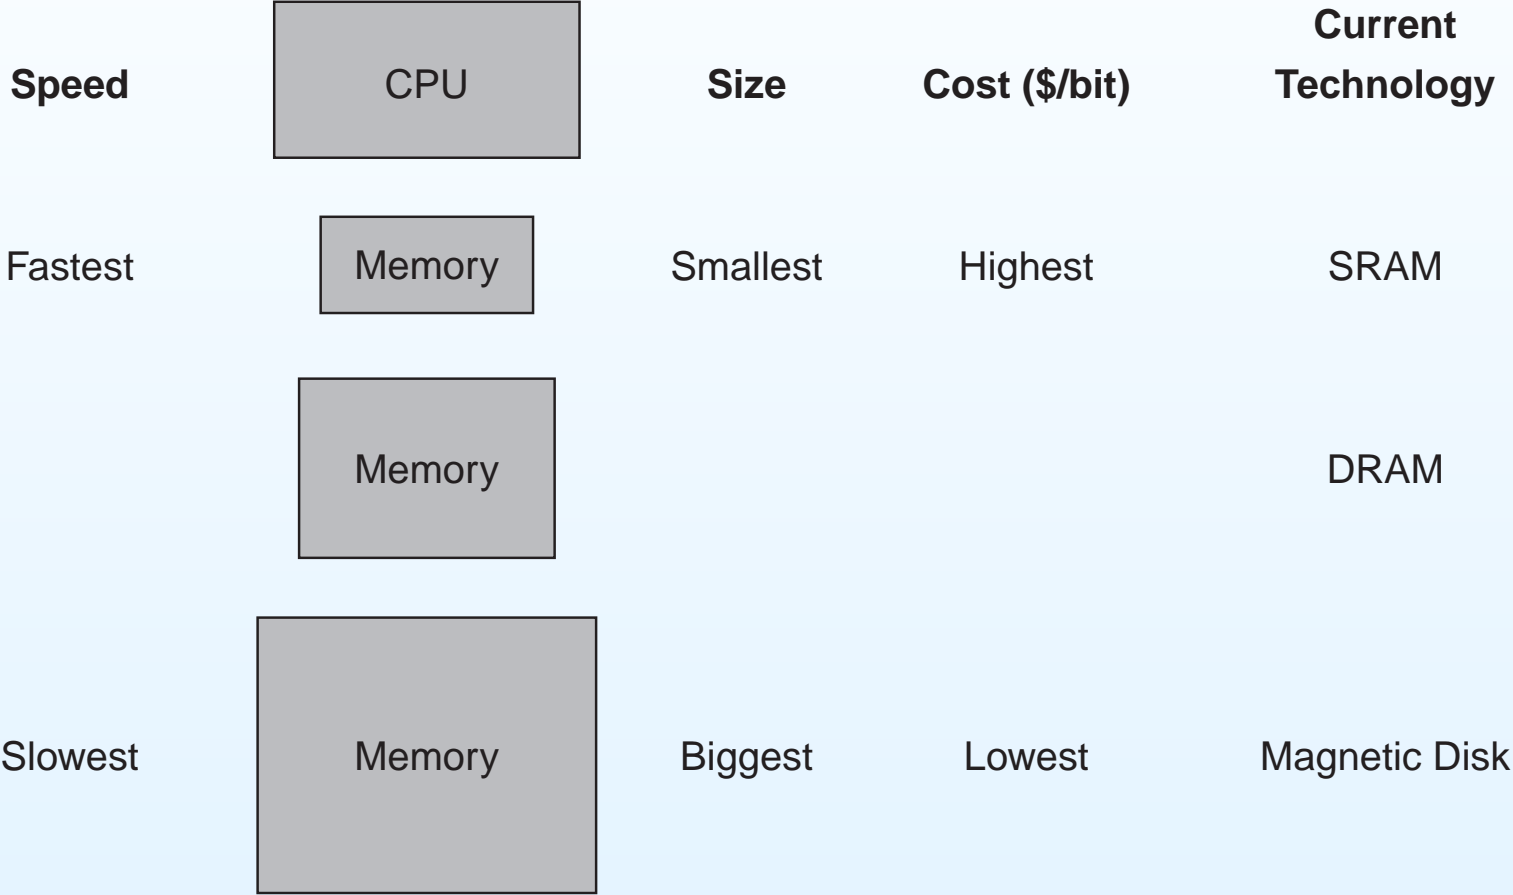 Current
Speed CPU Size Cost ($/bit) Technology
Fastest Memory Smallest Highest SRAM
Memory DRAM
Slowest Memory Biggest Lowest Magnetic Disk